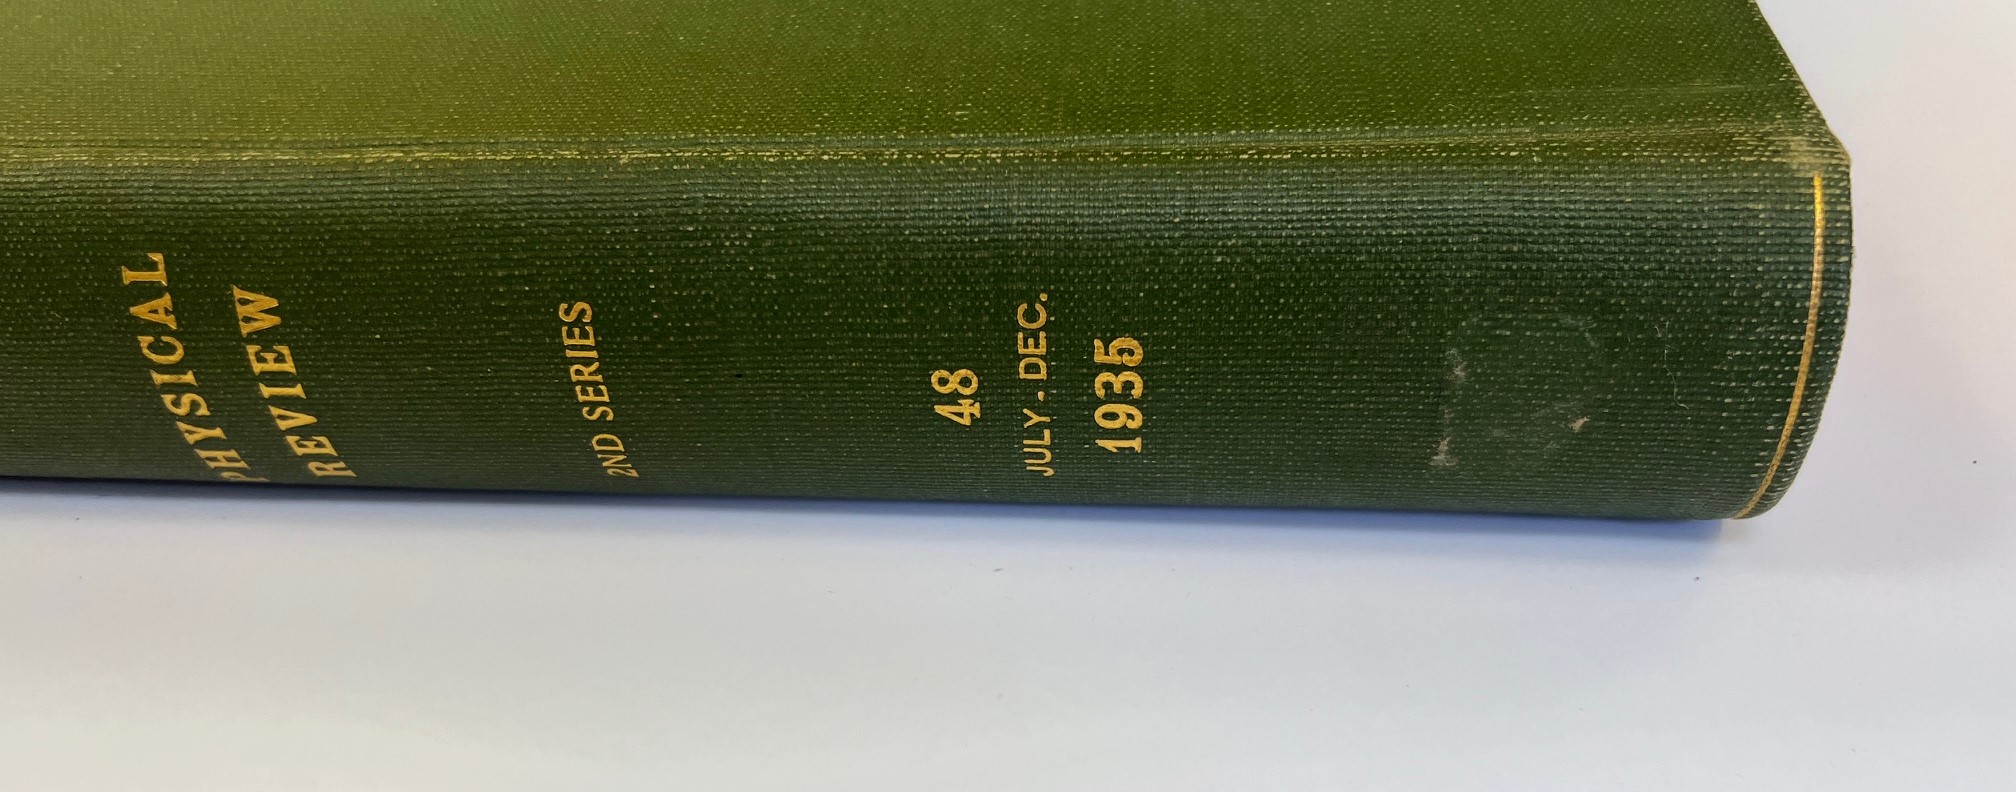 PHYSICAL
REVIEW
2ND SERIES
48
JULY - DEC.
1935